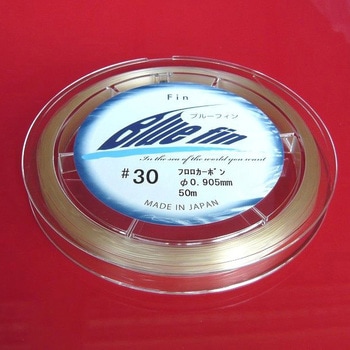 Fin
ブルーフィン
Blue fin
In the sea of the world you want
#30
フロロカーボン
φ0.905mm
50m
MADE IN JAPAN